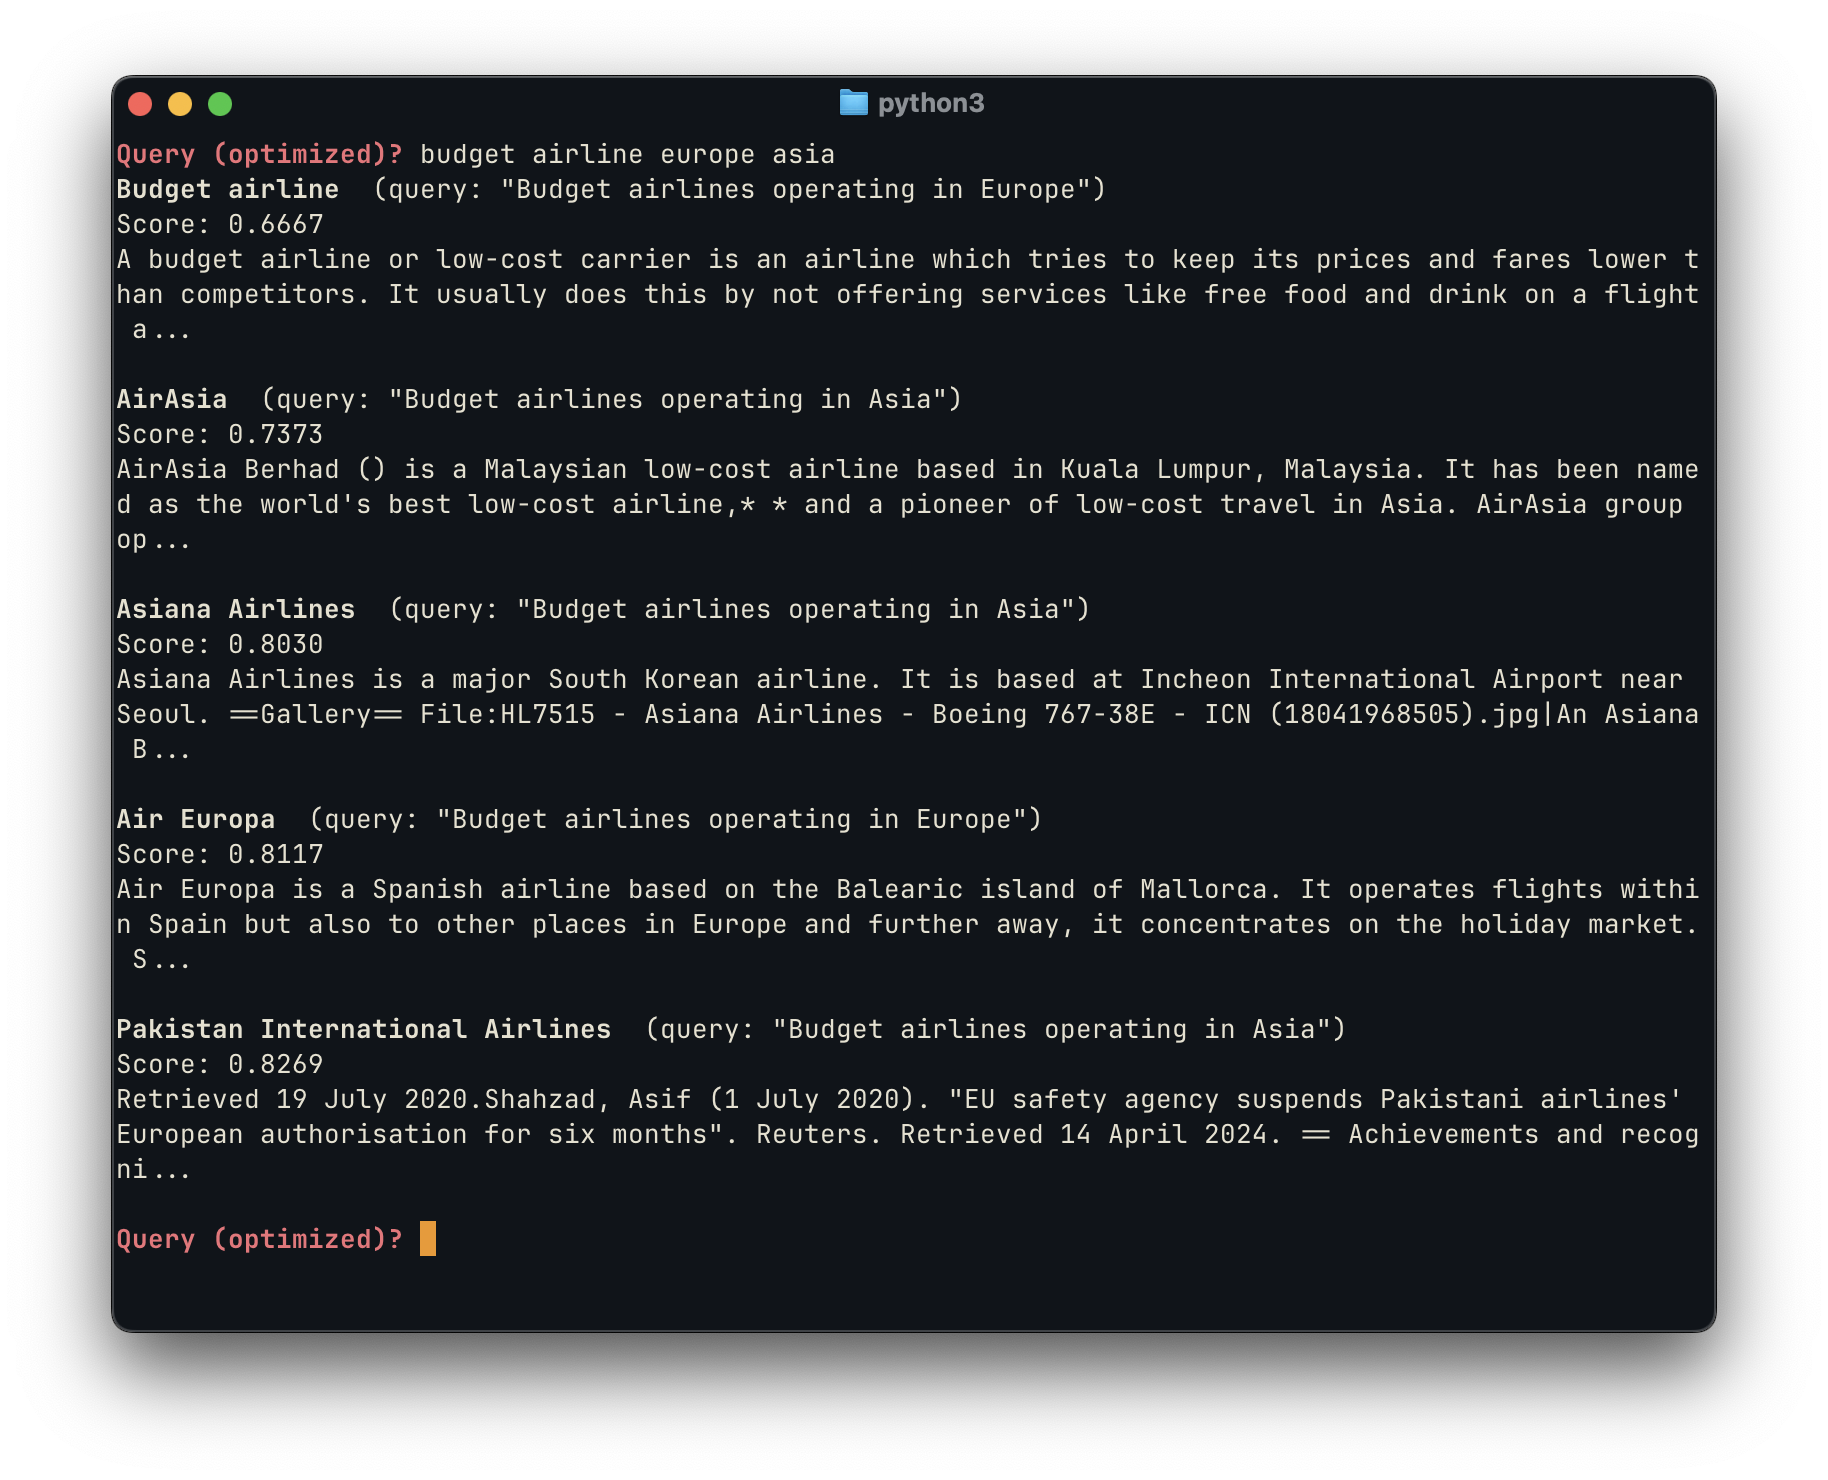 python3
Query (optimized)? budget airline europe asia
Budget airline  (query: "Budget airlines operating in Europe")
Score: 0.6667
A budget airline or low-cost carrier is an airline which tries to keep its prices and fares lower t
han competitors. It usually does this by not offering services like free food and drink on a flight
 a...
AirAsia  (query: "Budget airlines operating in Asia")
Score: 0.7373
AirAsia Berhad () is a Malaysian low-cost airline based in Kuala Lumpur, Malaysia. It has been name
d as the world's best low-cost airline,* * and a pioneer of low-cost travel in Asia. AirAsia group
op...
Asiana Airlines  (query: "Budget airlines operating in Asia")
Score: 0.8030
Asiana Airlines is a major South Korean airline. It is based at Incheon International Airport near
Seoul. ==Gallery== File:HL7515 - Asiana Airlines - Boeing 767-38E - ICN (18041968505).jpg|An Asiana
 B...
Air Europa  (query: "Budget airlines operating in Europe")
Score: 0.8117
Air Europa is a Spanish airline based on the Balearic island of Mallorca. It operates flights withi
n Spain but also to other places in Europe and further away, it concentrates on the holiday market.
 S...
Pakistan International Airlines  (query: "Budget airlines operating in Asia")
Score: 0.8269
Retrieved 19 July 2020.Shahzad, Asif (1 July 2020). "EU safety agency suspends Pakistani airlines'
European authorisation for six months". Reuters. Retrieved 14 April 2024. == Achievements and recog
ni...
Query (optimized)?